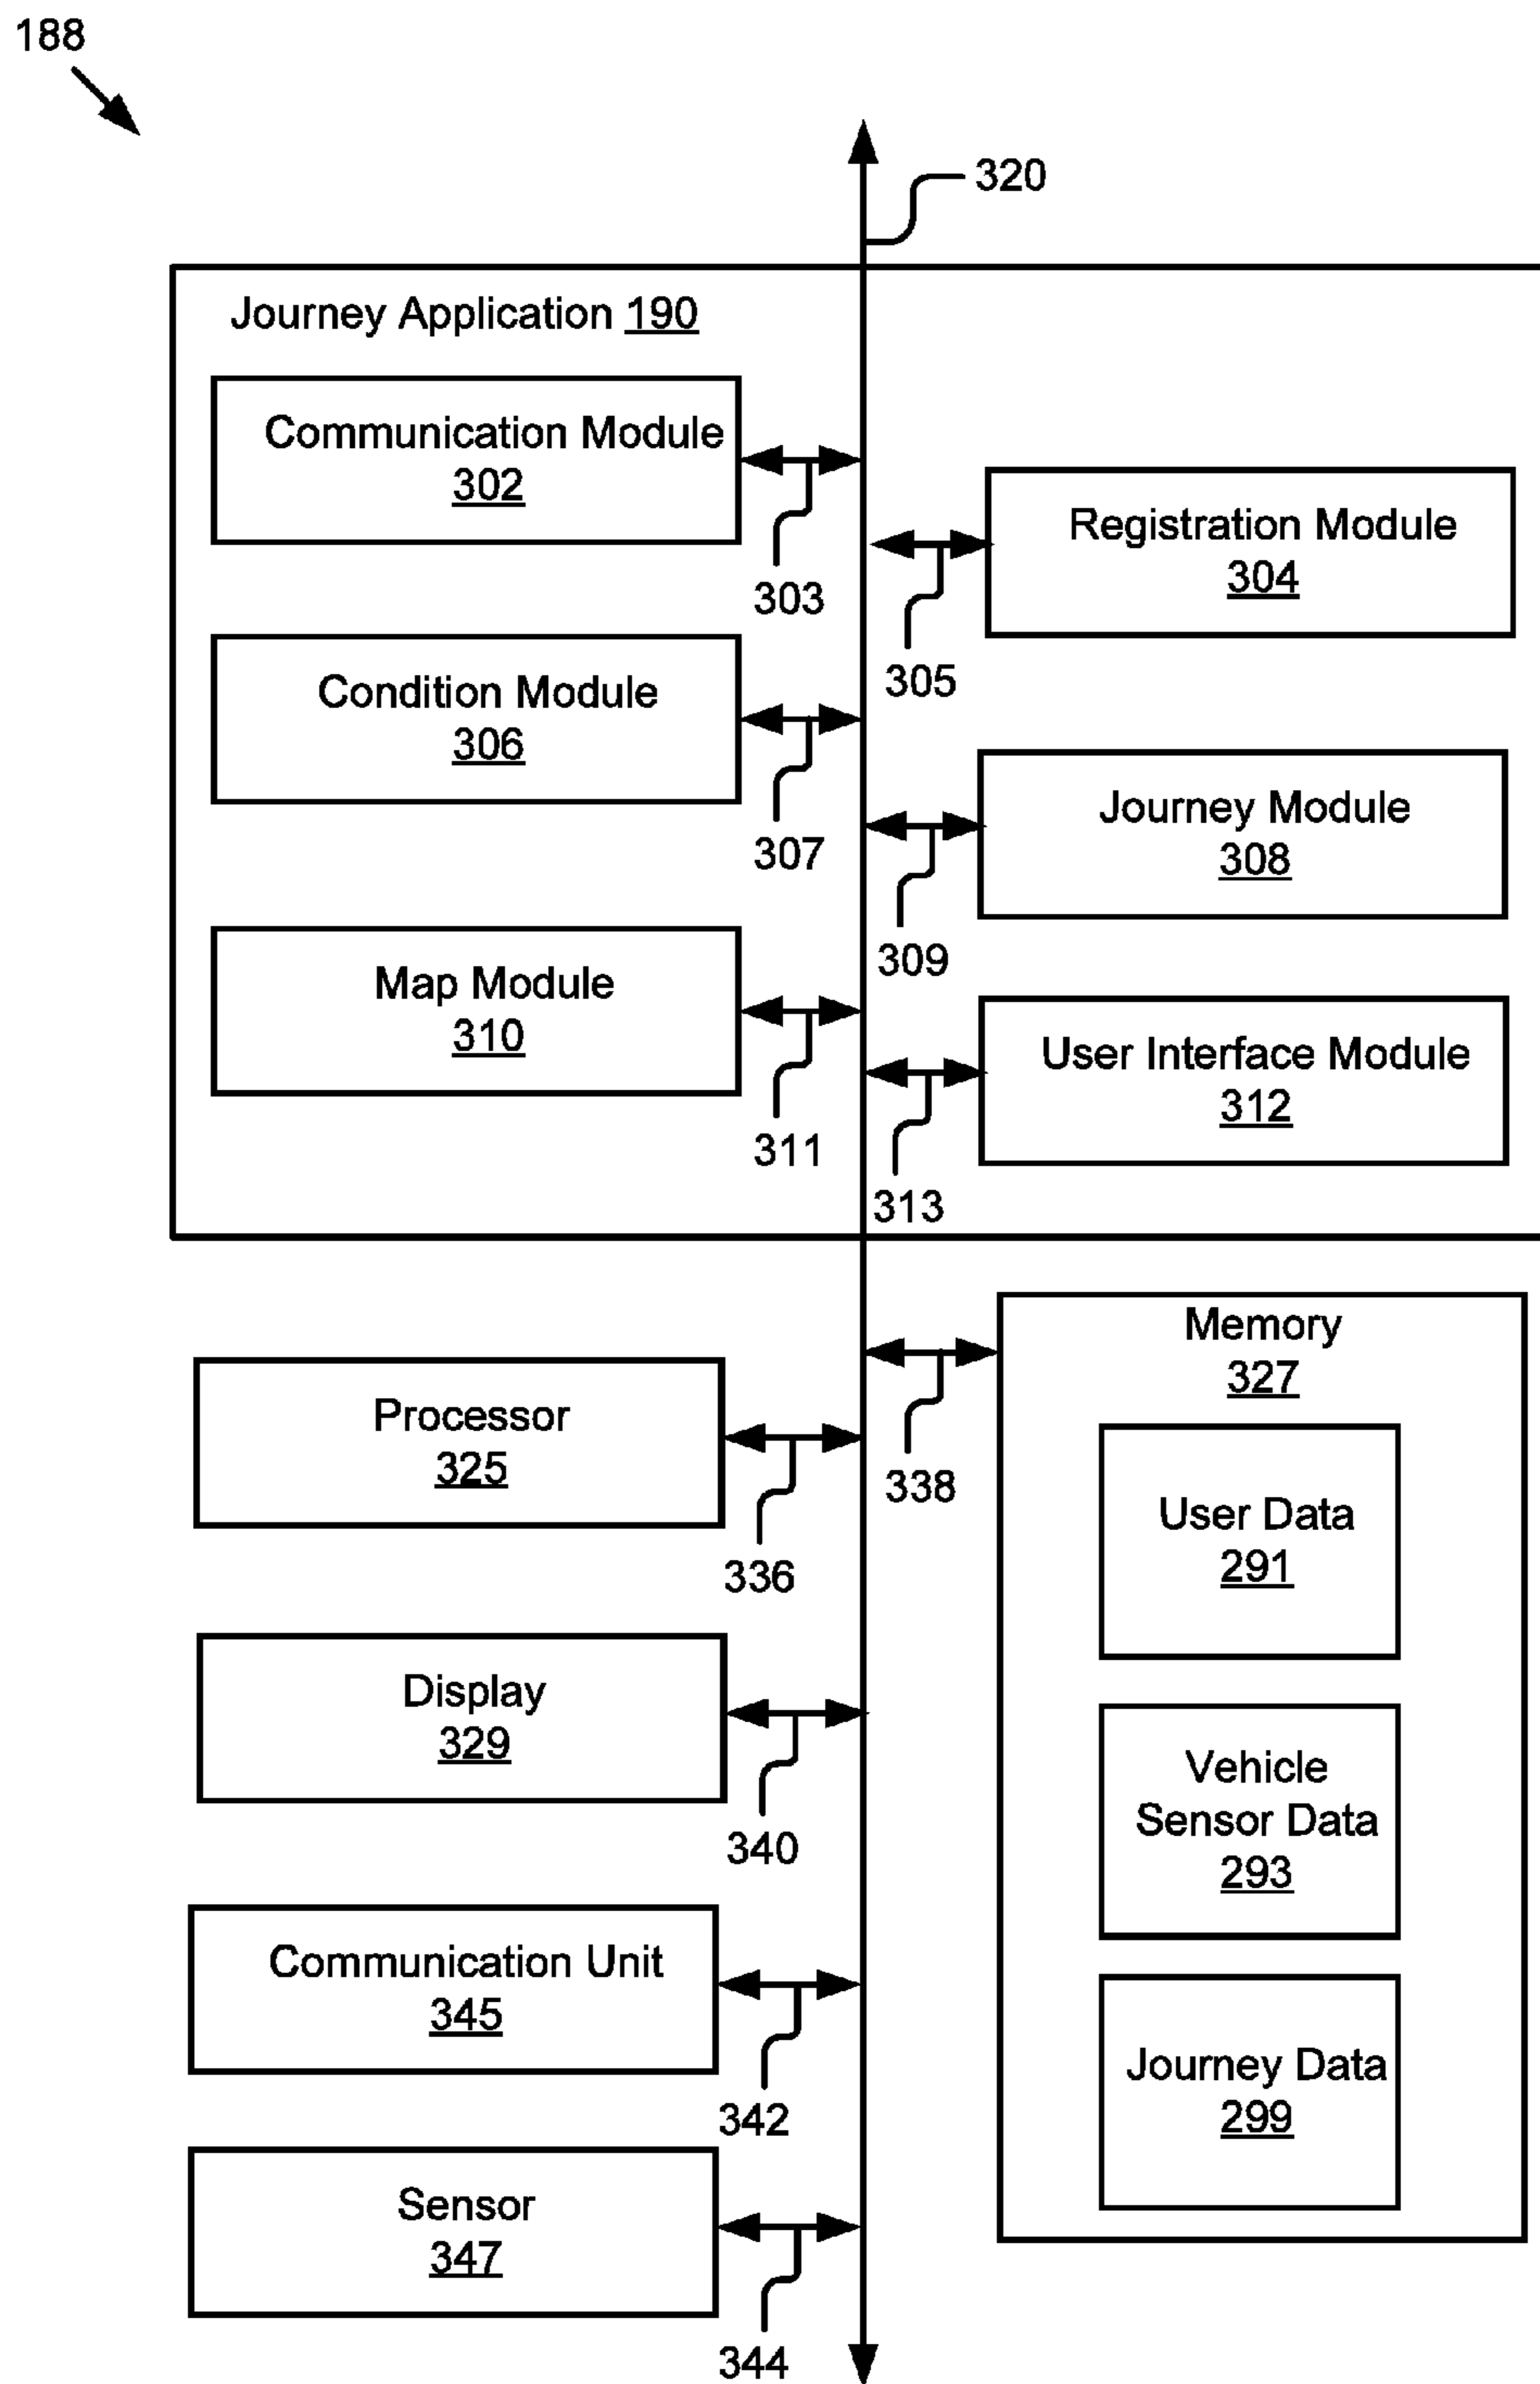 188
320
Journey Application 190
Communication Module
302
303
Registration Module
304
305
Condition Module
306
307
Journey Module
308
309
Map Module
310
311
User Interface Module
312
313
Memory
327
338
Processor
325
336
User Data
291
Display
329
340
Vehicle
Sensor Data
293
Communication Unit
345
342
Journey Data
299
Sensor
347
344